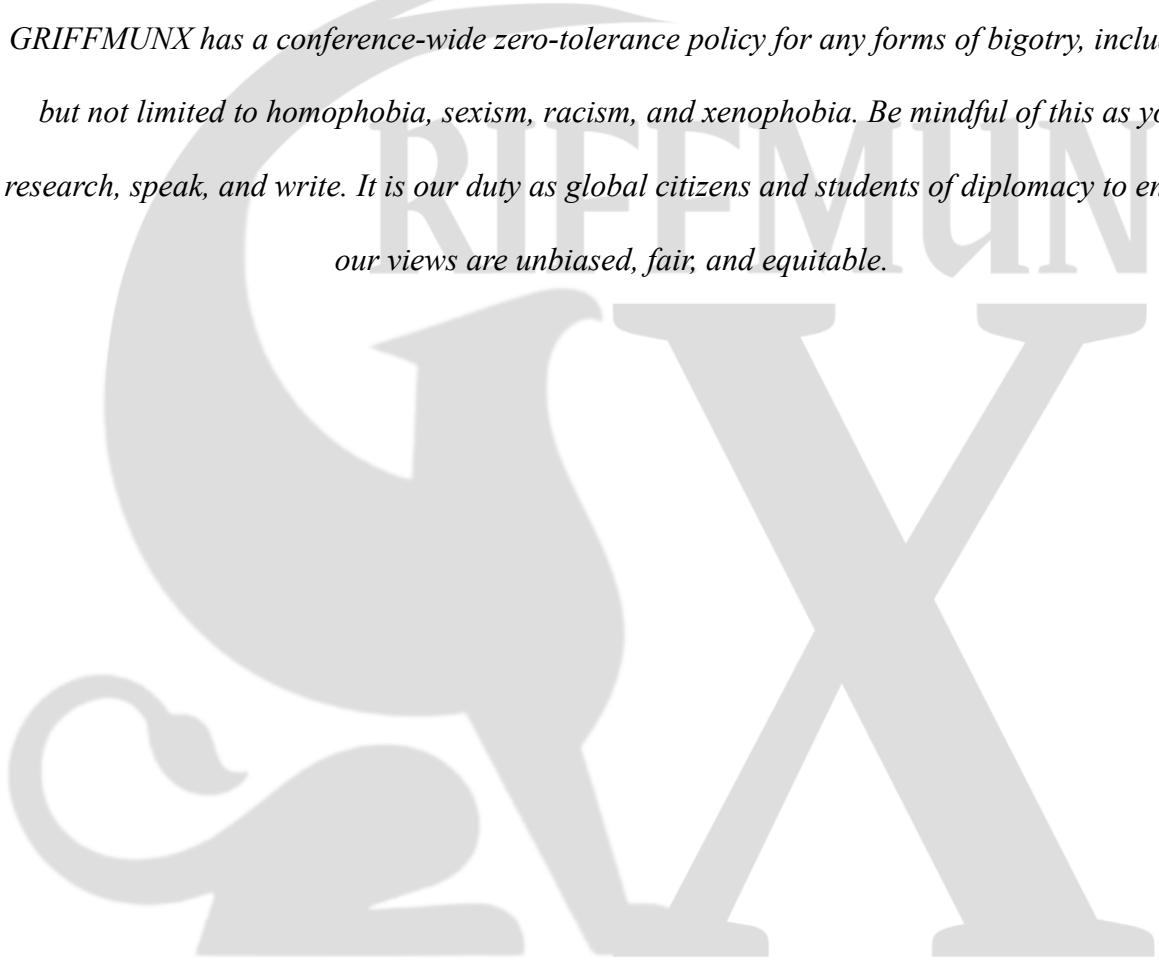 GRIFFMUNX has a conference-wide zero-tolerance policy for any forms of bigotry, inclu
but not limited to homophobia, sexism, racism, and xenophobia. Be mindful of this as yo
research, speak, and write. It is our duty as global citizens and students of diplomacy to en
our views are unbiased, fair, and equitable.
RIFFMUN
X